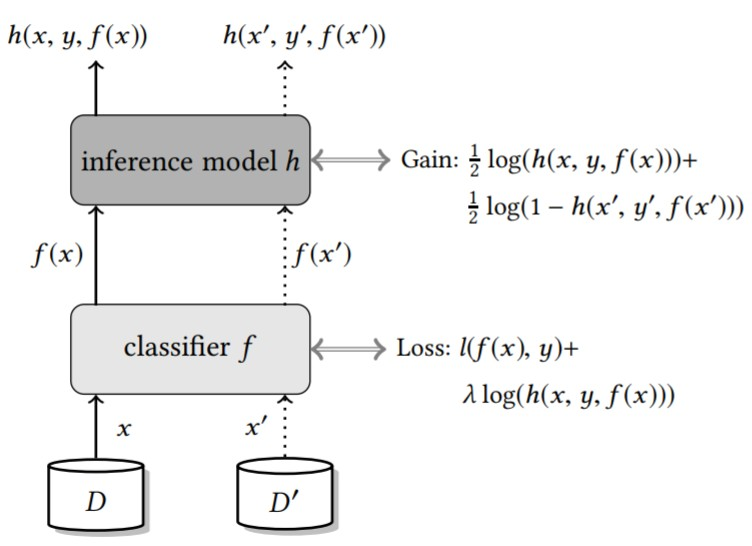 h(x, y, f(x)) h(x′, y′, f(x′))
inference model h
Gain: ½ log(h(x, y, f(x)))+
½ log(1 − h(x′, y′, f(x′)))
f(x) f(x′)
classifier f
Loss: l(f(x), y)+
λ log(h(x, y, f(x)))
x x′
D D′